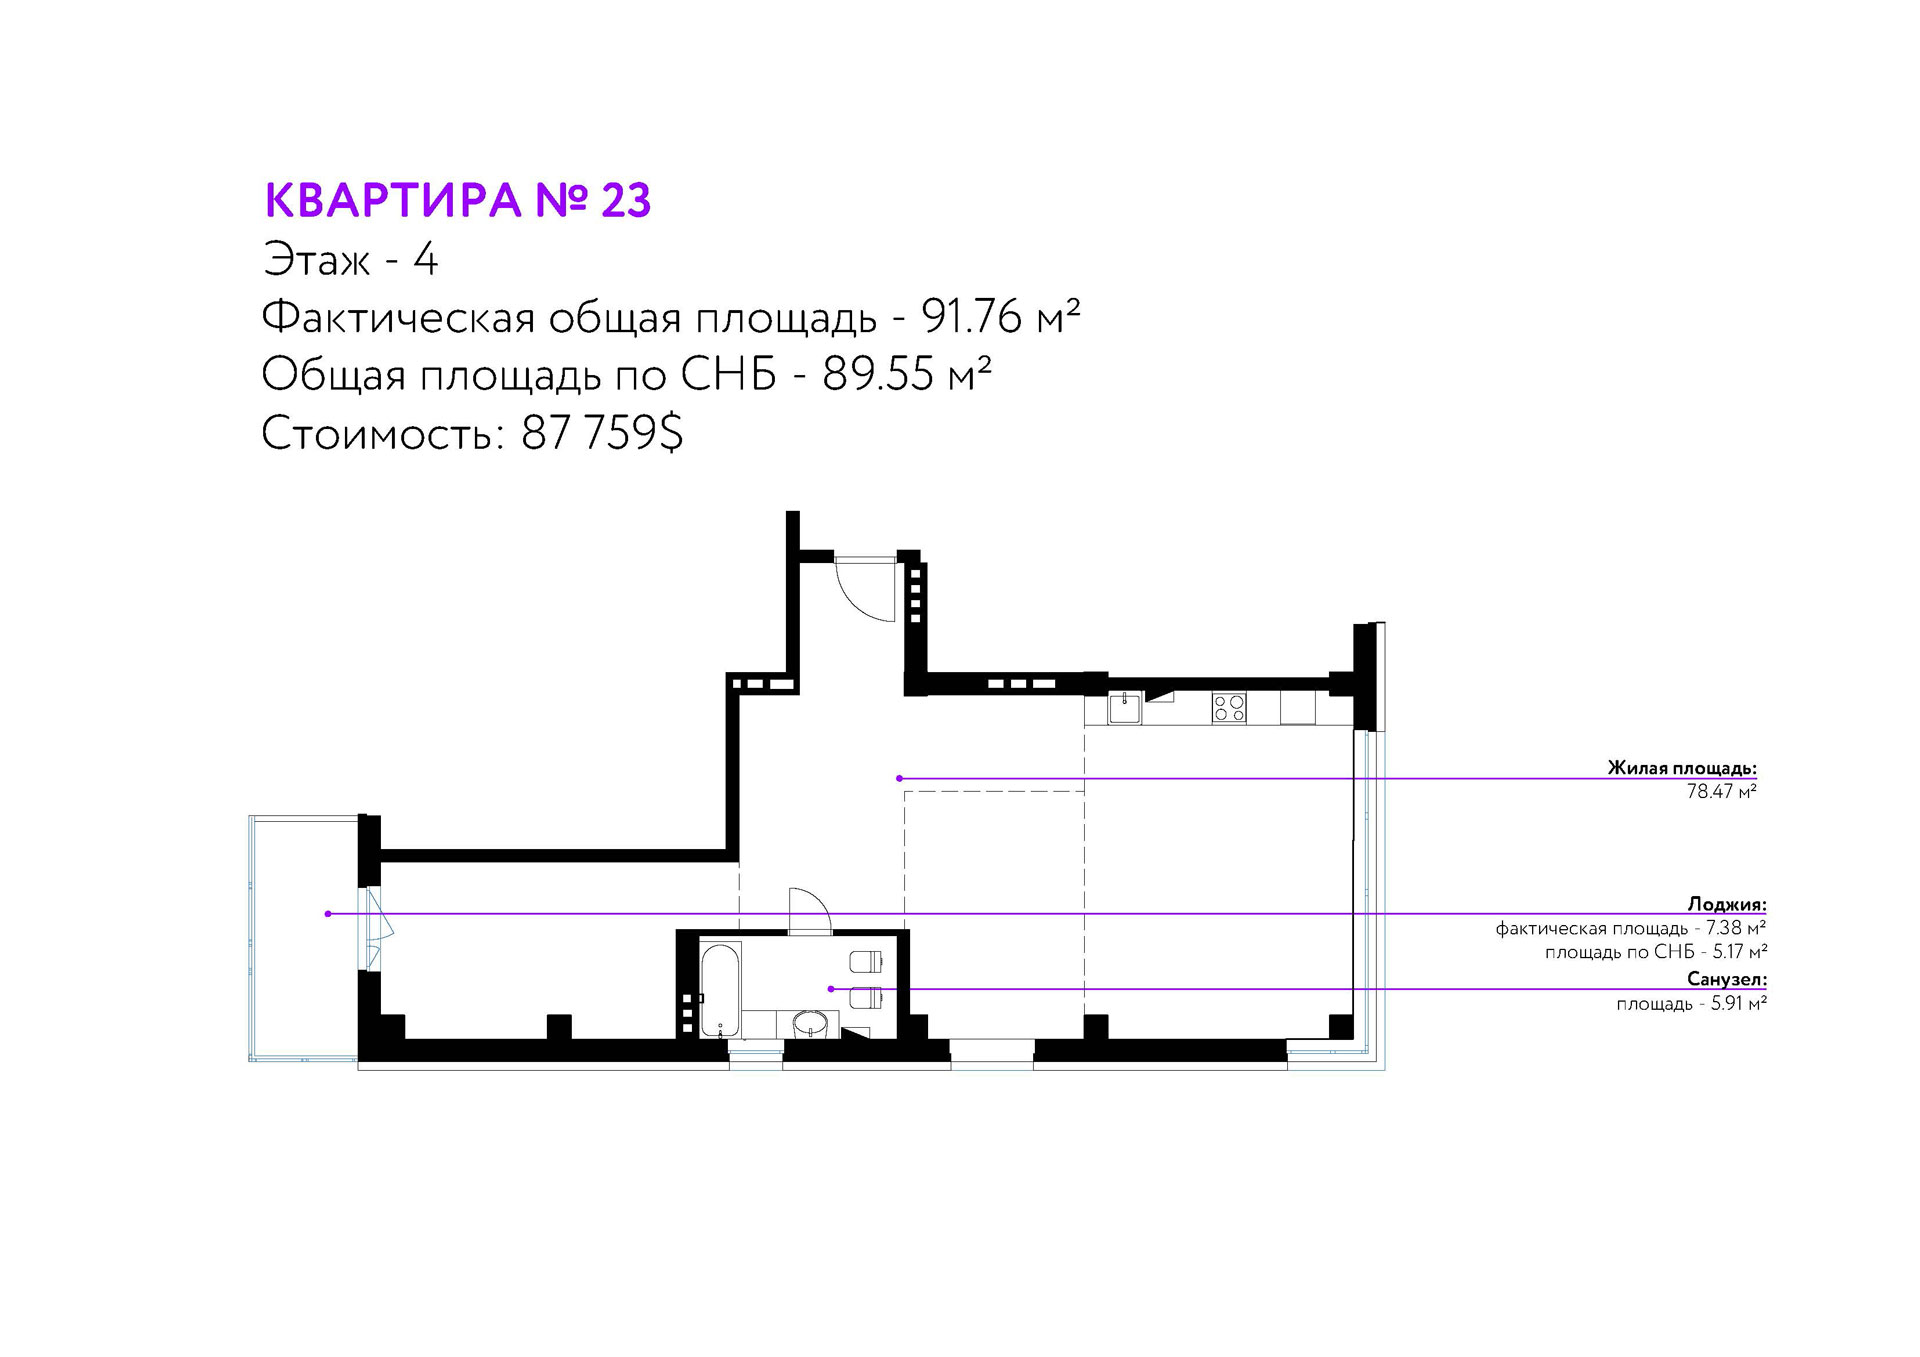 КВАРТИРА № 23
Этаж - 4
Фактическая общая площадь - 91.76 м²
Общая площадь по СНБ - 89.55 м²
Стоимость: 87 759$
Жилая площадь:
78.47 м²
Лоджия:
фактическая площадь - 7.38 м²
площадь по СНБ - 5.17 м²
Санузел:
площадь - 5.91 м²